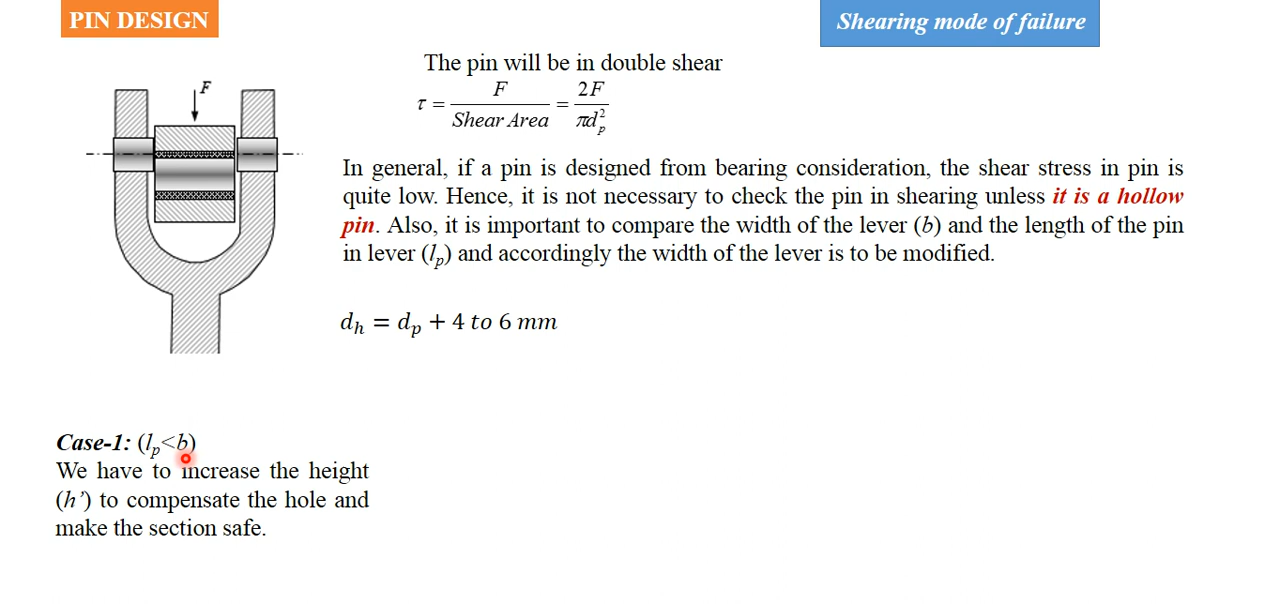 PIN DESIGN
Shearing mode of failure
The pin will be in double shear
τ = F / Shear Area = 2F / πd_p^2
F
In general, if a pin is designed from bearing consideration, the shear stress in pin is
quite low. Hence, it is not necessary to check the pin in shearing unless it is a hollow
pin. Also, it is important to compare the width of the lever (b) and the length of the pin
in lever (l_p) and accordingly the width of the lever is to be modified.
d_h = d_p + 4 to 6 mm
Case-1: (l_p<b)
We have to increase the height
(h’) to compensate the hole and
make the section safe.